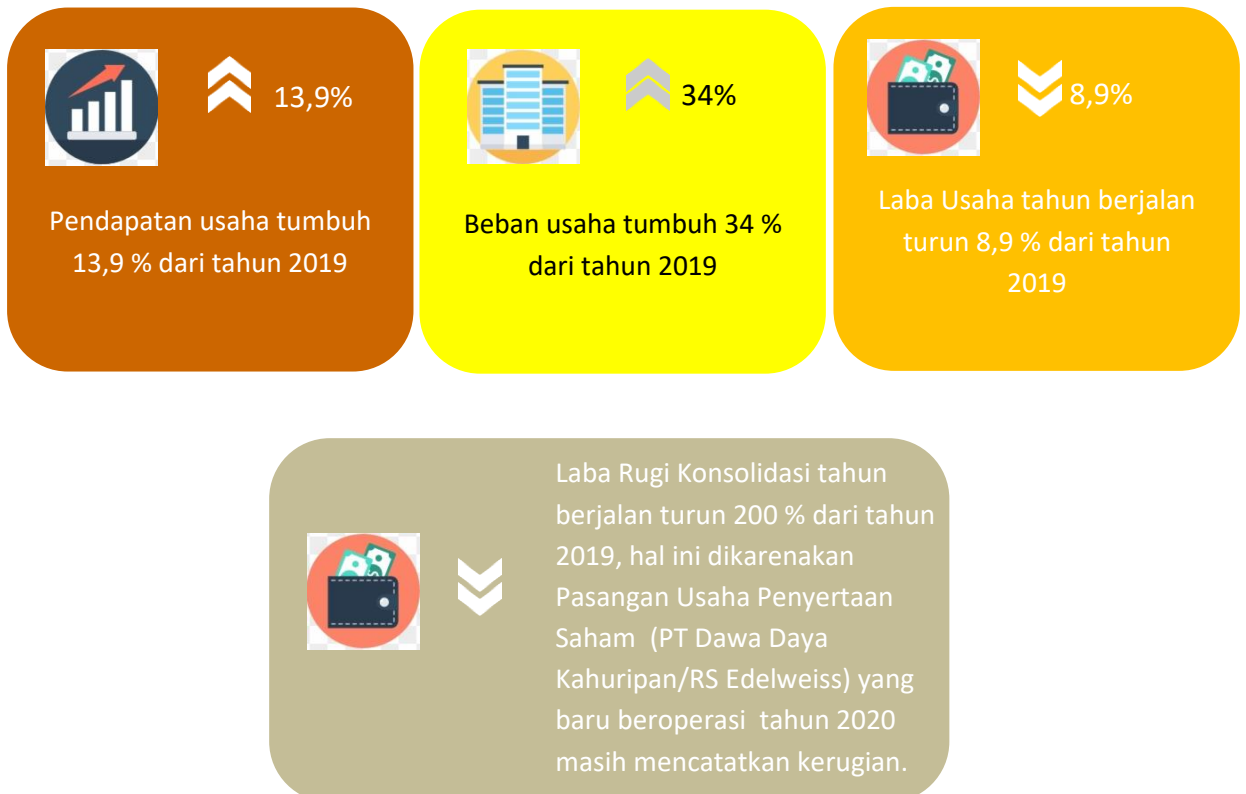 13,9%
Pendapatan usaha tumbuh
13,9 % dari tahun 2019
34%
Beban usaha tumbuh 34 %
dari tahun 2019
8,9%
Laba Usaha tahun berjalan
turun 8,9 % dari tahun
2019
Laba Rugi Konsolidasi tahun
berjalan turun 200 % dari tahun
2019, hal ini dikarenakan
Pasangan Usaha Penyertaan
Saham (PT Dawa Daya
Kahuripan/RS Edelweiss) yang
baru beroperasi tahun 2020
masih mencatatkan kerugian.